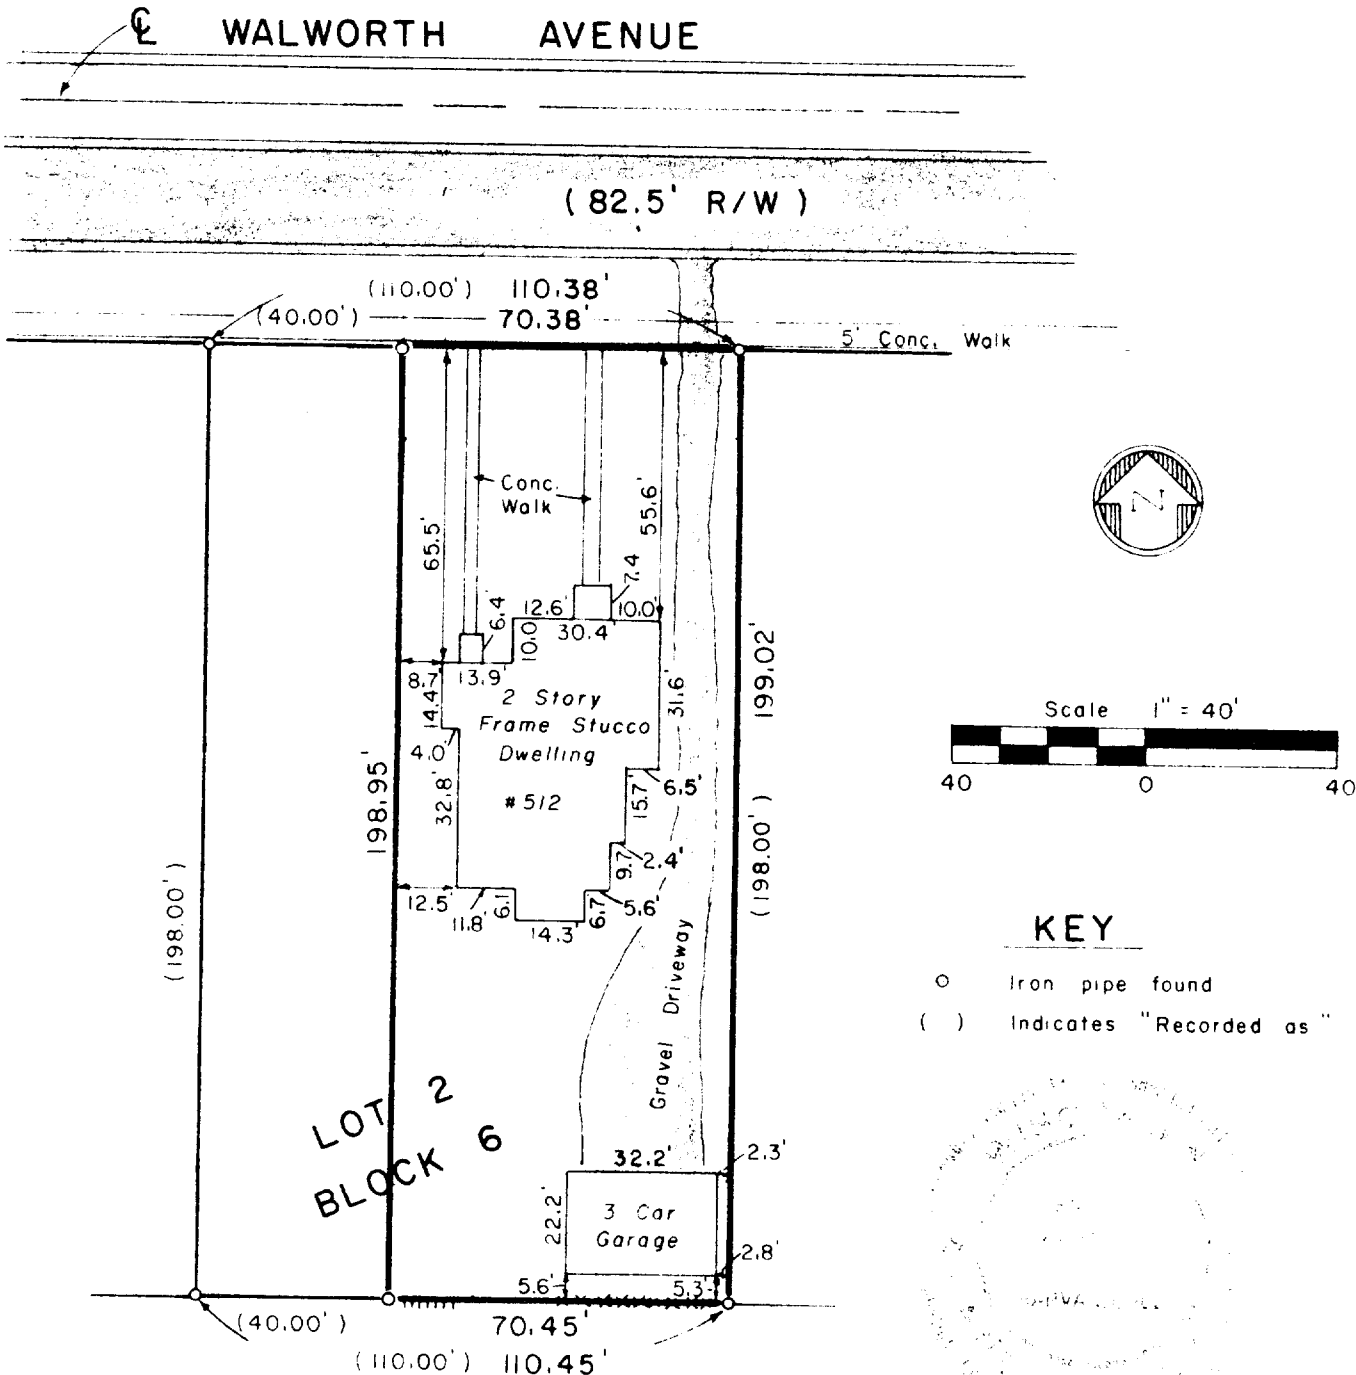 ℄ WALWORTH AVENUE
(82.5' R/W)
(110.00') 110.38'
(40.00') 70.38'
5' Conc. Walk
Conc.
Walk
65.5'
55.6'
7.4
6.4'
12.6'
10.0'
30.4'
10.0
8.7'
13.9'
14.4'
2 Story
Frame Stucco
Dwelling
#512
31.6'
199.02'
(198.00')
4.0'
32.8'
198.95'
6.5'
15.7'
2.4'
9.7'
(198.00')
12.5'
11.8'
6.1
14.3'
6.7'
5.6'
Gravel Driveway
N
Scale 1" = 40'
40 0 40
KEY
Iron pipe found
( ) Indicates "Recorded as"
LOT 2
BLOCK 6
32.2'
2.3'
22.2'
3 Car
Garage
2.8'
5.6'
5.3'
(40.00') 70.45'
(110.00') 110.45'